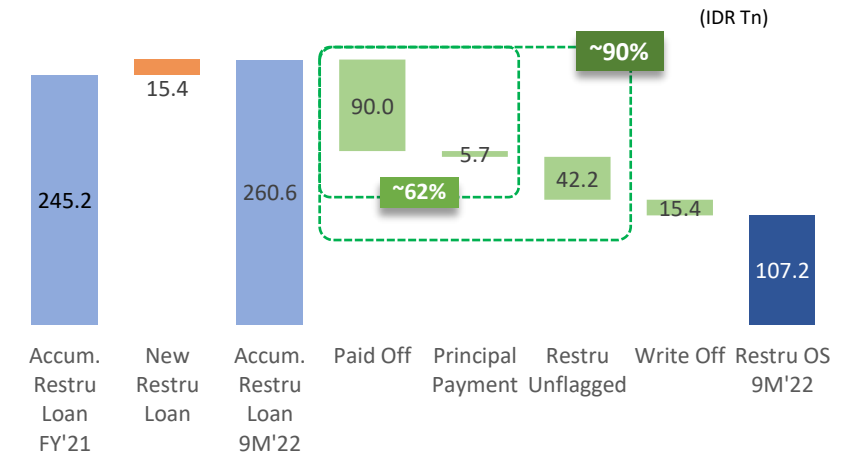 (IDR Tn)
~90%
15.4
90.0
5.7
~62%
42.2
245.2
260.6
15.4
107.2
Accum.
Restru
Loan
FY'21
New
Restru
Loan
Accum.
Restru
Loan
9M'22
Paid Off
Principal
Payment
Restru
Unflagged
Write Off
Restru OS
9M'22